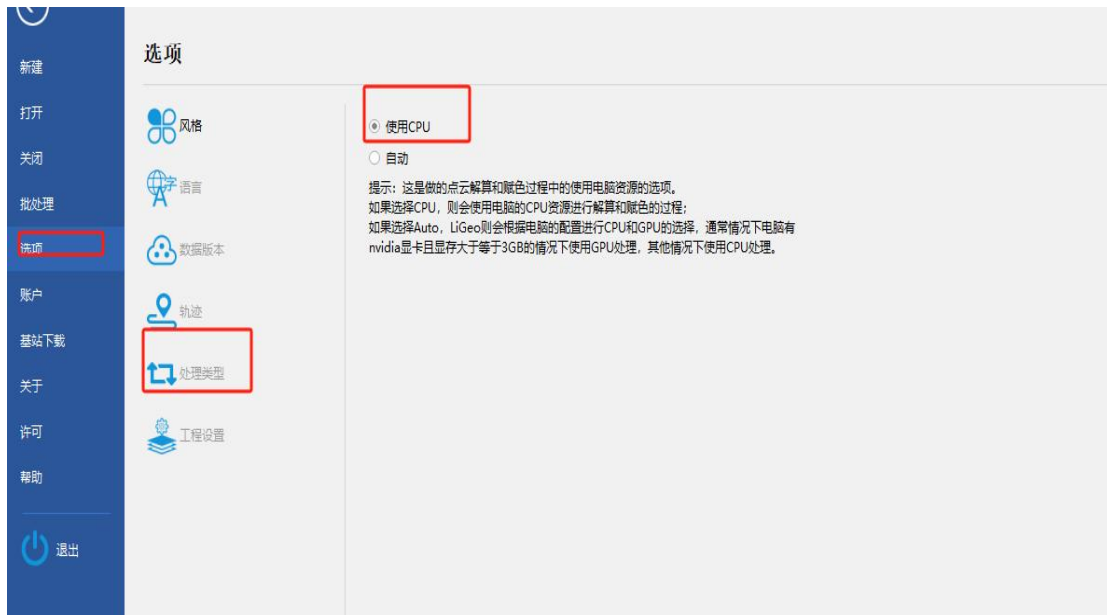 新建
打开
关闭
批处理
选项
账户
基站下载
关于
许可
帮助
退出
选项
风格
语言
数据版本
轨迹
处理类型
工程设置
使用CPU
自动
提示：这是做的点云解算和赋色过程中的使用电脑资源的选项。
如果选择CPU，则会使用电脑的CPU资源进行解算和赋色的过程；
如果选择Auto，LiGeo则会根据电脑的配置进行CPU和GPU的选择，通常情况下电脑有
nvidia显卡且显存大于等于3GB的情况下使用GPU处理，其他情况下使用CPU处理。